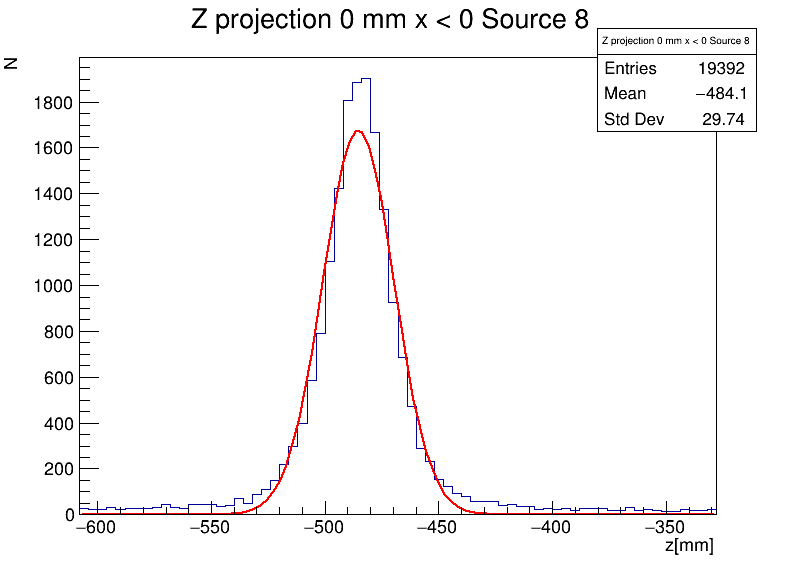 Z projection 0 mm x < 0 Source 8
Z projection 0 mm x < 0 Source 8
Entries 19392
Mean −484.1
Std Dev 29.74
N
1800
1600
1400
1200
1000
800
600
400
200
0
−600 −550 −500 −450 −400 −350
z[mm]